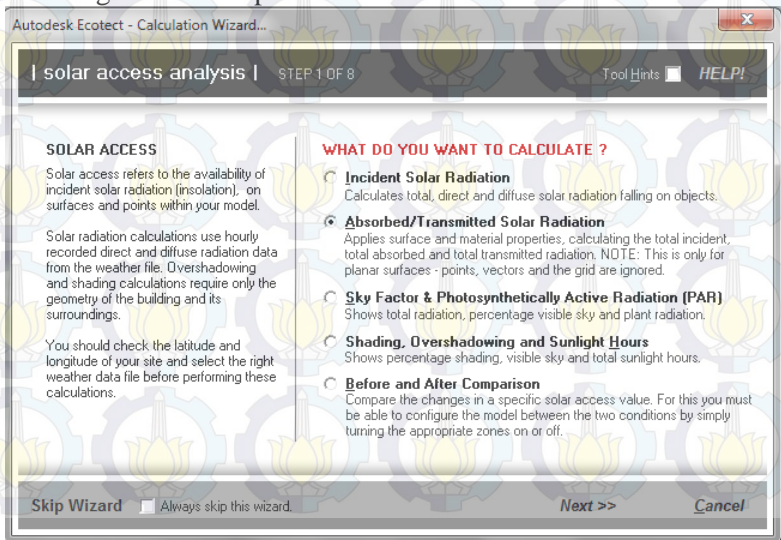 Autodesk Ecotect - Calculation Wizard...
| solar access analysis | STEP 1 OF 8 Tool Hints HELP!
SOLAR ACCESS
Solar access refers to the availability of
incident solar radiation (insolation), on
surfaces and points within your model.
Solar radiation calculations use hourly
recorded direct and diffuse radiation data
from the weather file. Overshadowing
and shading calculations require only the
geometry of the building and its
surroundings.
You should check the latitude and
longitude of your site and select the right
weather data file before performing these
calculations.
WHAT DO YOU WANT TO CALCULATE ?
Incident Solar Radiation
Calculates total, direct and diffuse solar radiation falling on objects.
Absorbed/Transmitted Solar Radiation
Applies surface and material properties, calculating the total incident,
total absorbed and total transmitted radiation. NOTE: This is only for
planar surfaces - points, vectors and the grid are ignored.
Sky Factor & Photosynthetically Active Radiation (PAR)
Shows total radiation, percentage visible sky and plant radiation.
Shading, Overshadowing and Sunlight Hours
Shows percentage shading, visible sky and total sunlight hours.
Before and After Comparison
Compare the changes in a specific solar access value. For this you must
be able to configure the model between the two conditions by simply
turning the appropriate zones on or off.
Skip Wizard Always skip this wizard. Next >> Cancel